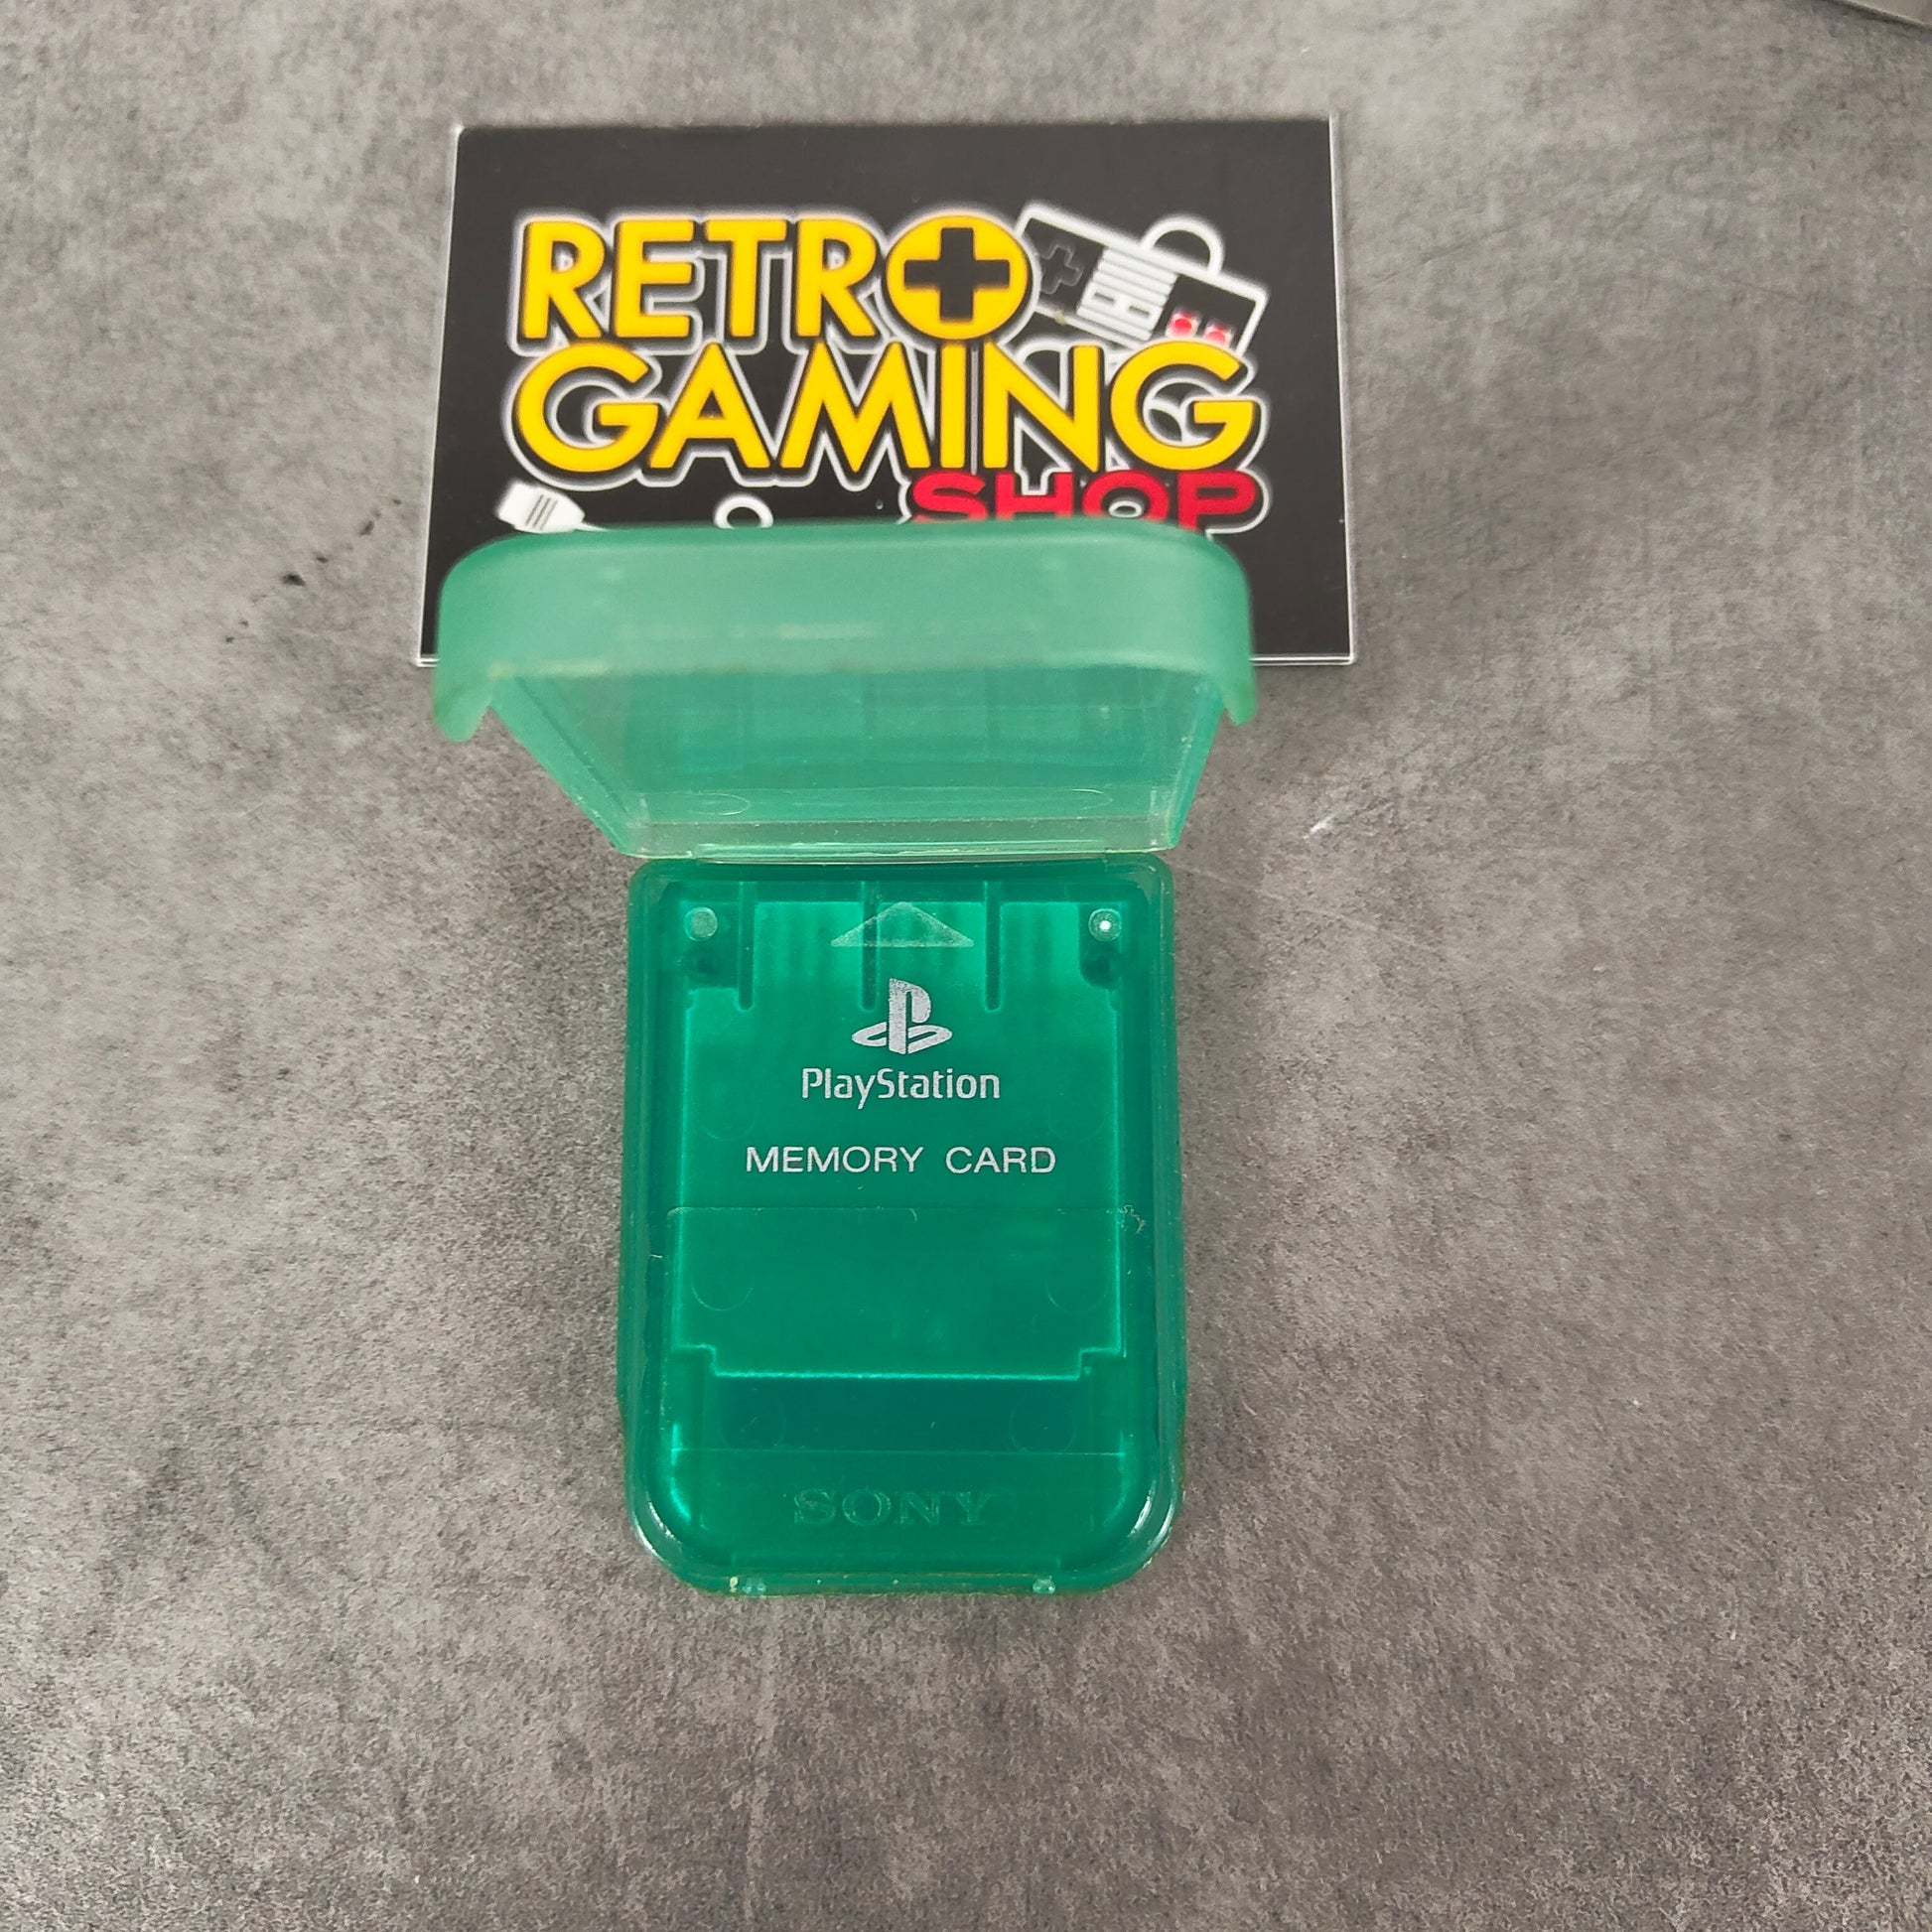 RETRO
GAMING
SHOP
PlayStation
MEMORY CARD
SONY